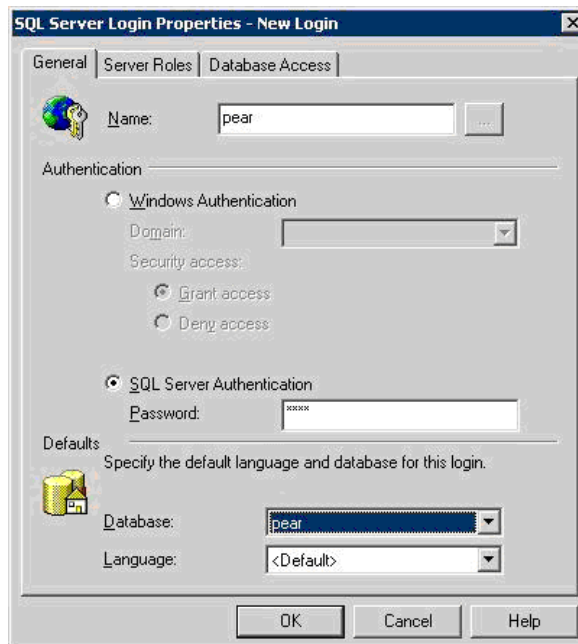 SQL Server Login Properties - New Login
General Server Roles Database Access
Name: pear ...
Authentication
Windows Authentication
Domain:
Security access:
Grant access
Deny access
SQL Server Authentication
Password: ****
Defaults
Specify the default language and database for this login.
Database: pear
Language: <Default>
OK Cancel Help